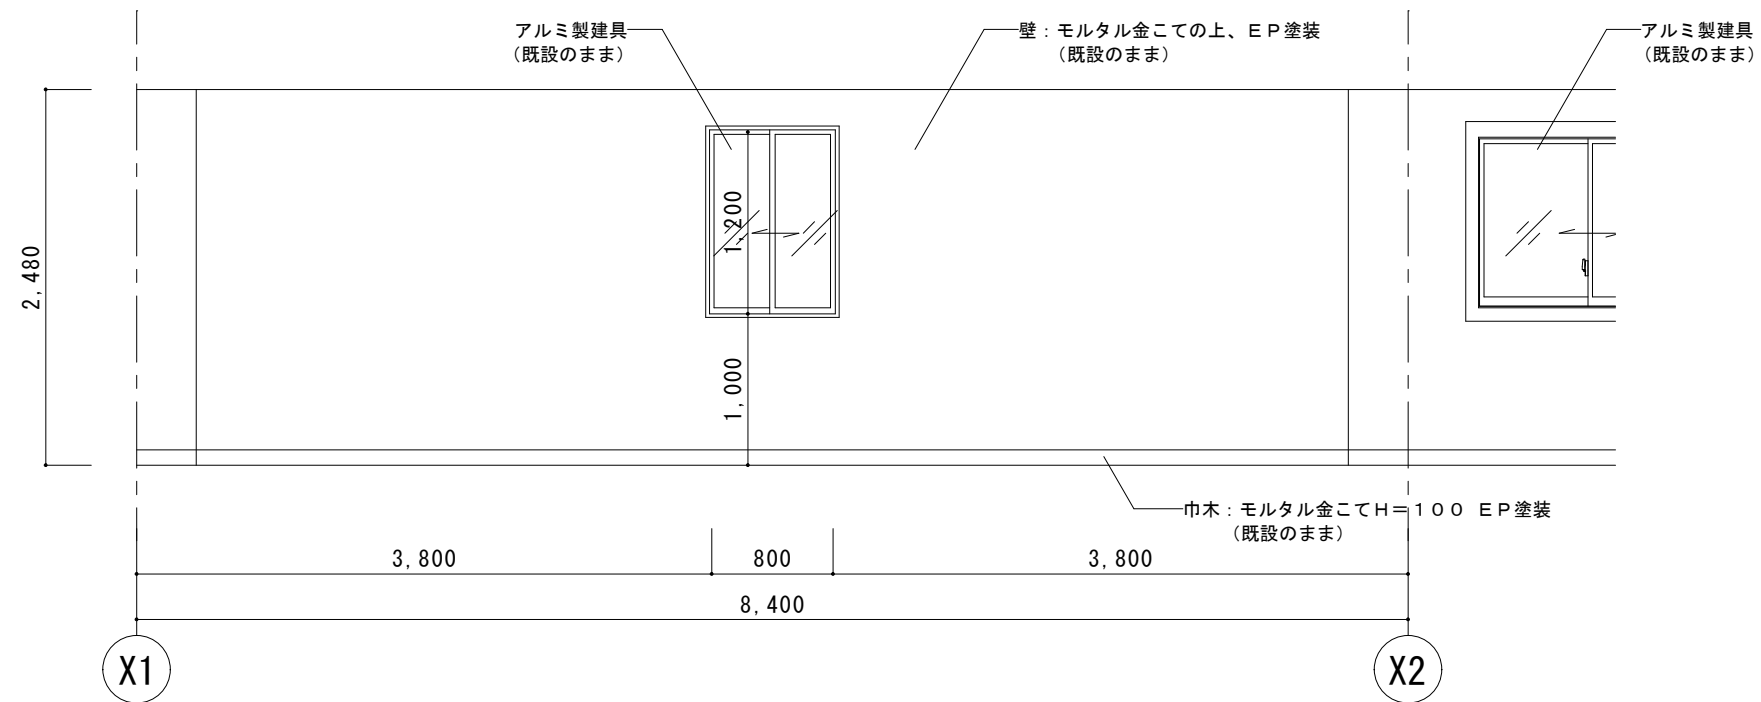 アルミ製建具
（既設のまま）
壁：モルタル金こての上、ＥＰ塗装
（既設のまま）
アルミ製建具
（既設のまま）
2,480
1,200
1,000
巾木：モルタル金こてＨ＝１００ ＥＰ塗装
（既設のまま）
3,800
800
3,800
8,400
X1
X2